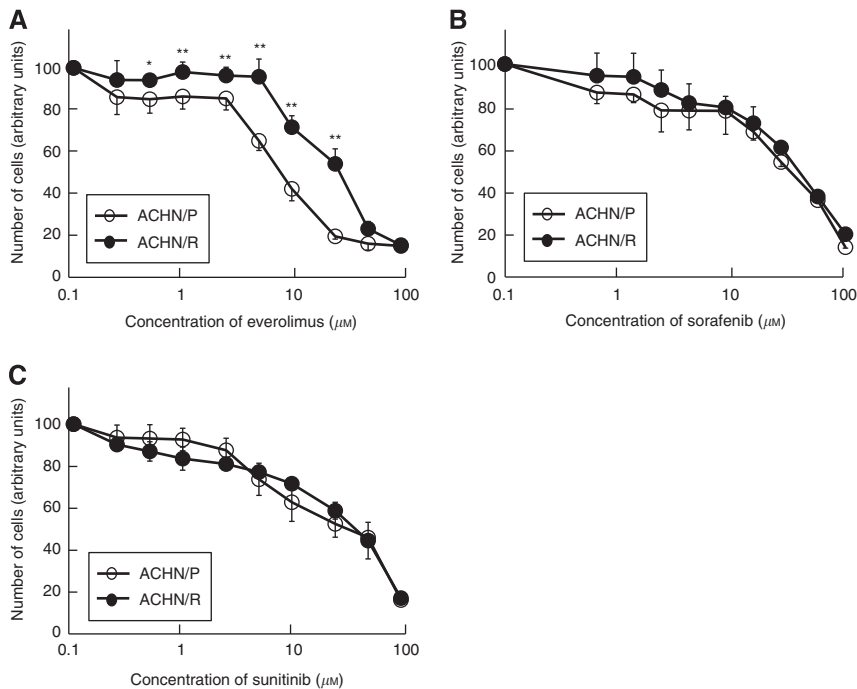 A
Number of cells (arbitrary units)
100
80
60
40
20
0
* ** ** ** ** **
ACHN/P
ACHN/R
0.1 1 10 100
Concentration of everolimus (μM)
B
Number of cells (arbitrary units)
100
80
60
40
20
0
ACHN/P
ACHN/R
0.1 1 10 100
Concentration of sorafenib (μM)
C
Number of cells (arbitrary units)
100
80
60
40
20
0
ACHN/P
ACHN/R
0.1 1 10 100
Concentration of sunitinib (μM)